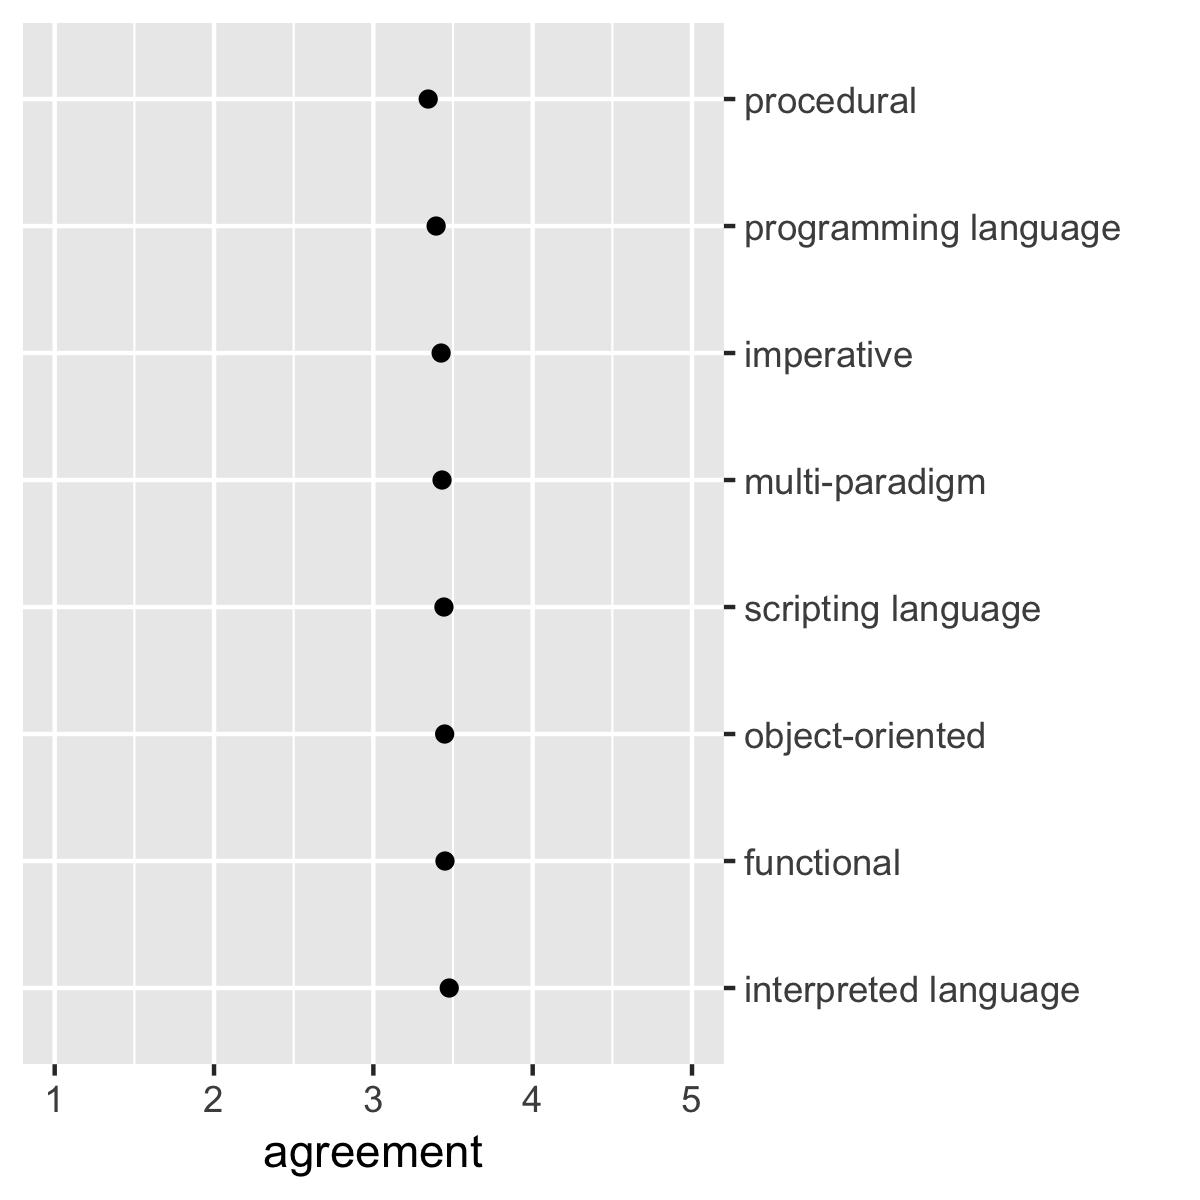 procedural
programming language
imperative
multi-paradigm
scripting language
object-oriented
functional
interpreted language
1 2 3 4 5
agreement